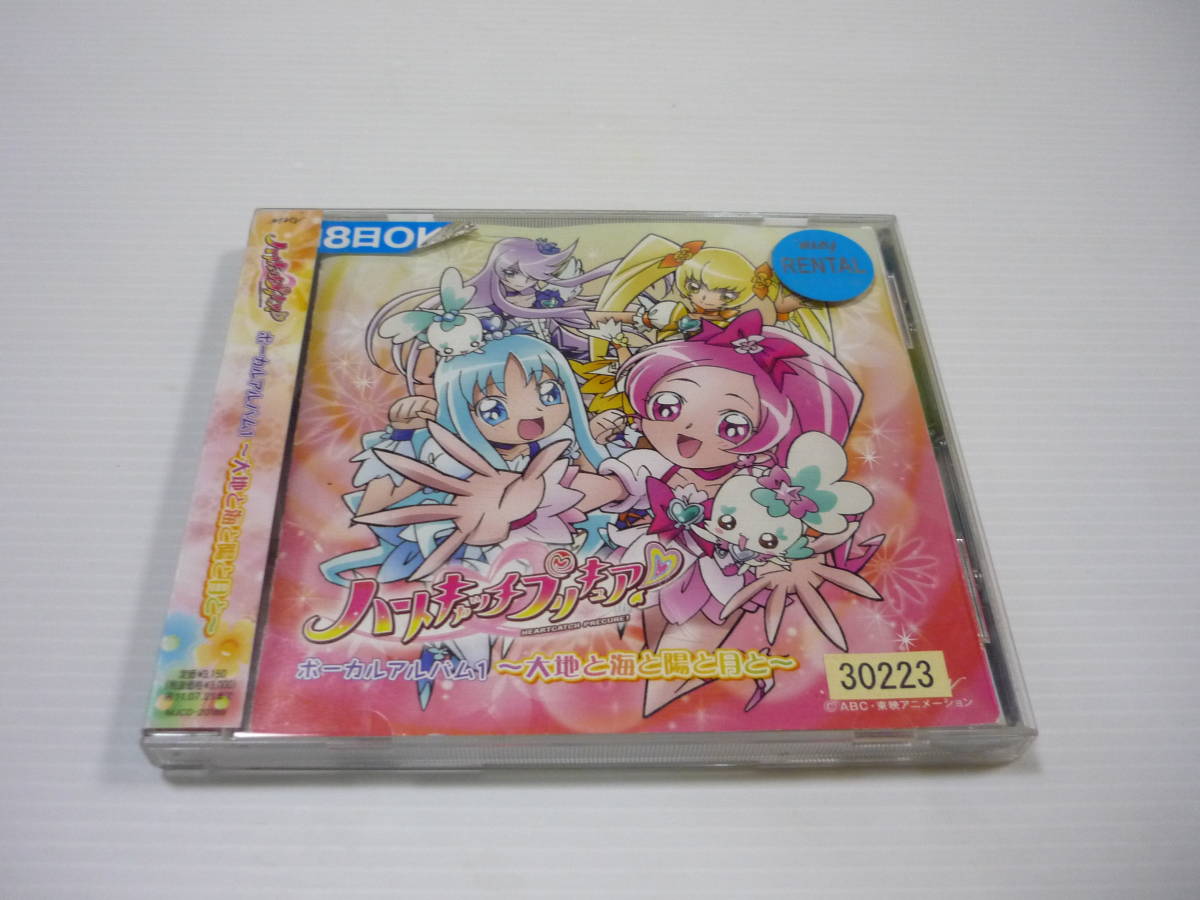 8日OK
RENTAL
ハートキャッチプリキュア!
HEARTCATCH PRECURE!
ボーカルアルバム1 ～大地と海と陽と月と～
30223
©ABC・東映アニメーション
ハートキャッチプリキュア!
ボーカルアルバム1 ～大地と海と陽と月と～
定価¥3,150